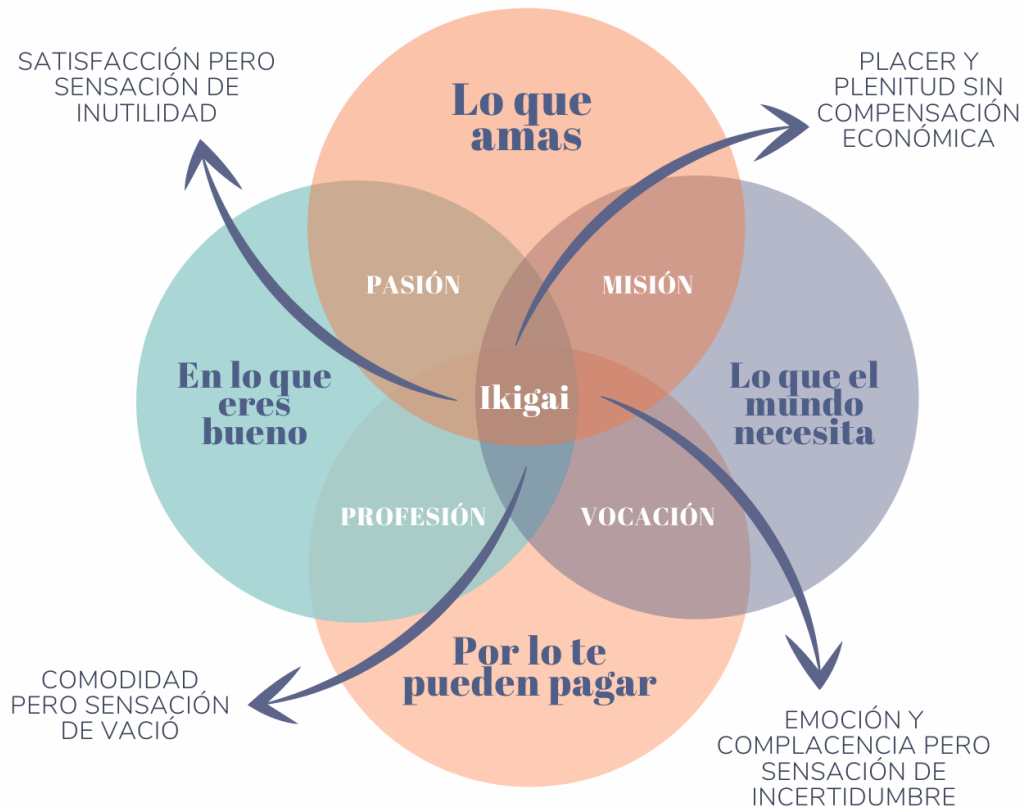 SATISFACCIÓN PERO
SENSACIÓN DE
INUTILIDAD
Lo que
amas
PLACER Y
PLENITUD SIN
COMPENSACIÓN
ECONÓMICA
PASIÓN
MISIÓN
En lo que
eres
bueno
Ikigai
Lo que el
mundo
necesita
PROFESIÓN
VOCACIÓN
Por lo te
pueden pagar
COMODIDAD
PERO SENSACIÓN
DE VACIÓ
EMOCIÓN Y
COMPLACENCIA PERO
SENSACIÓN DE
INCERTIDUMBRE